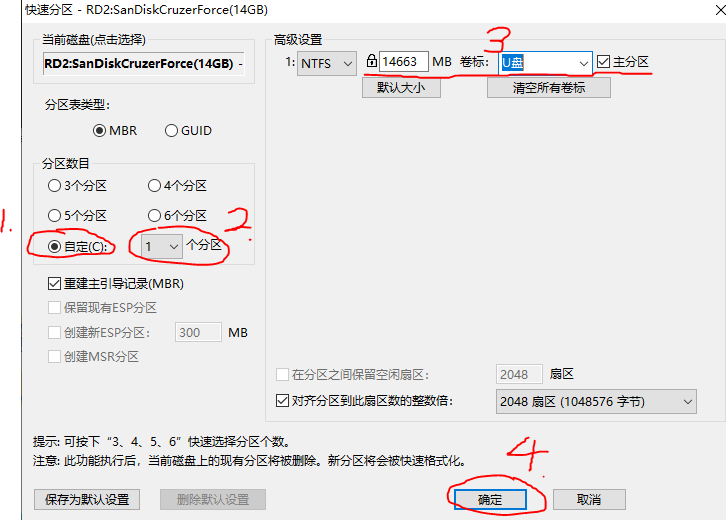 快速分区 - RD2:SanDiskCruzerForce(14GB)
当前磁盘(点击选择)
RD2:SanDiskCruzerForce(14GB) -
分区表类型:
MBR GUID
分区数目
3个分区 4个分区
5个分区 6个分区
1. 自定(C): 1 个分区 2.
重建主引导记录(MBR)
保留现有ESP分区
创建新ESP分区: 300 MB
创建MSR分区
高级设置
3
1: NTFS 14663 MB 卷标: U盘 主分区
默认大小 清空所有卷标
在分区之间保留空闲扇区: 2048 扇区
对齐分区到此扇区数的整数倍: 2048 扇区 (1048576 字节)
提示: 可按下“3、4、5、6”快速选择分区个数。
注意: 此功能执行后，当前磁盘上的现有分区将被删除。新分区将会被快速格式化。
4.
保存为默认设置 删除默认设置 确定 取消